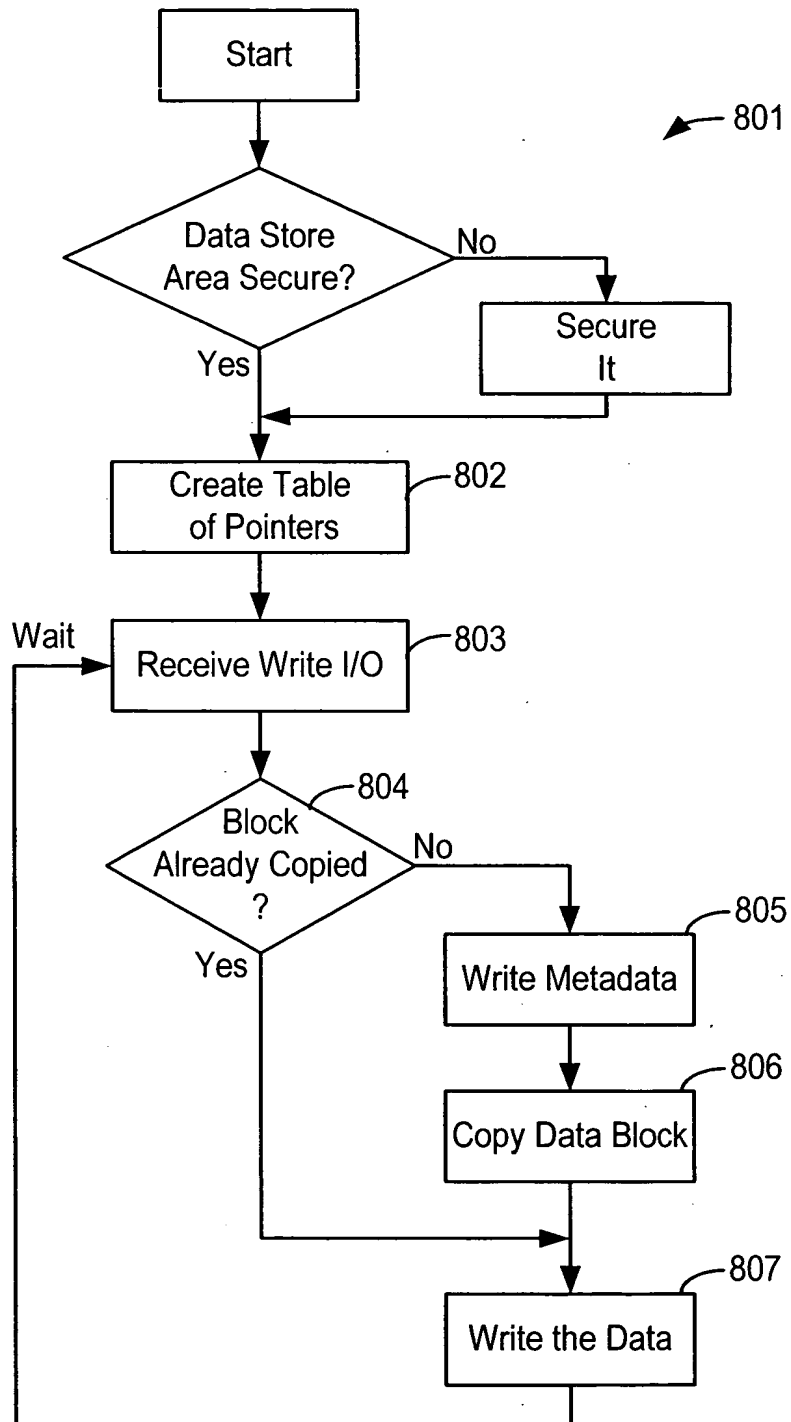 Start
801
Data Store
Area Secure?
No
Secure
It
Yes
Create Table
of Pointers
802
Wait
Receive Write I/O
803
804
Block
Already Copied
?
No
Yes
805
Write Metadata
806
Copy Data Block
807
Write the Data